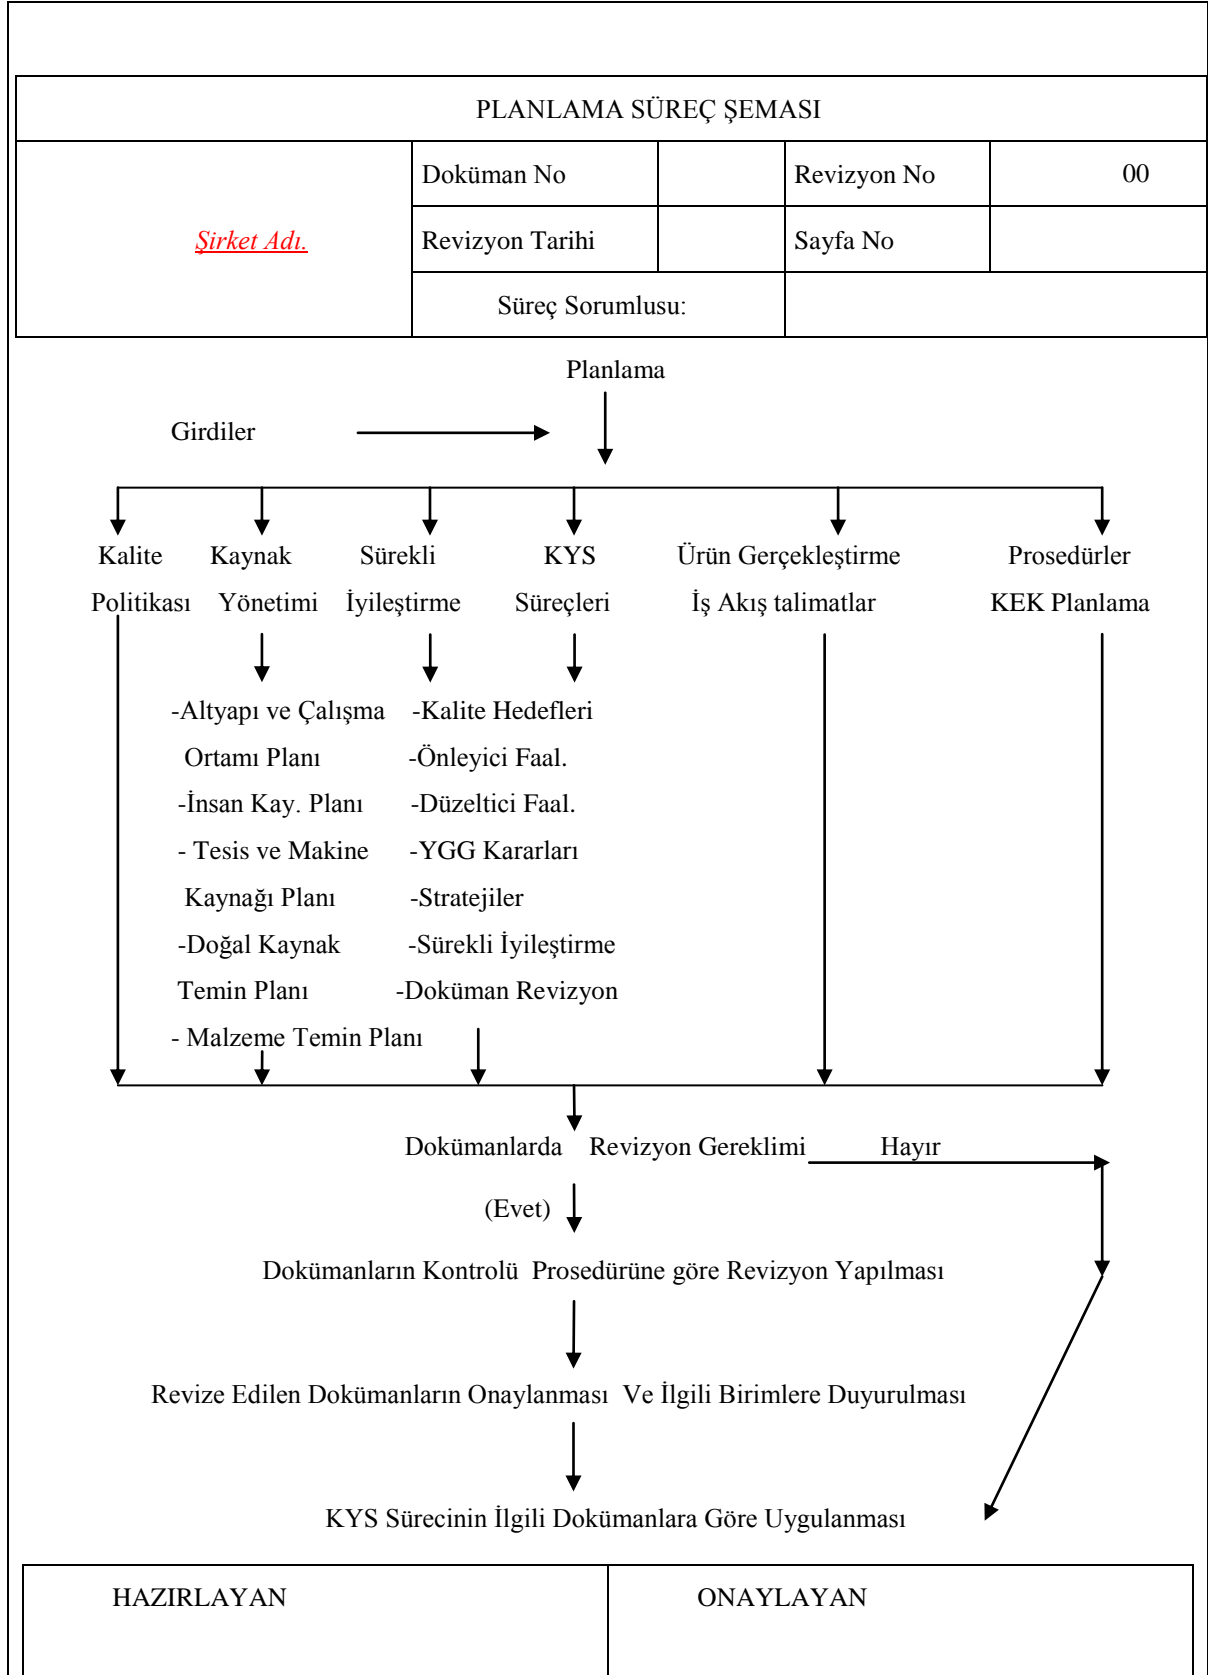 PLANLAMA SÜREÇ ŞEMASI
Şirket Adı.
Doküman No
Revizyon No
00
Revizyon Tarihi
Sayfa No
Süreç Sorumlusu:
Planlama
Girdiler
Kalite Kaynak Sürekli KYS Ürün Gerçekleştirme Prosedürler
Politikası Yönetimi İyileştirme Süreçleri İş Akış talimatlar KEK Planlama
-Altyapı ve Çalışma -Kalite Hedefleri
Ortamı Planı -Önleyici Faal.
-İnsan Kay. Planı -Düzeltici Faal.
- Tesis ve Makine -YGG Kararları
Kaynağı Planı -Stratejiler
-Doğal Kaynak -Sürekli İyileştirme
Temin Planı -Doküman Revizyon
- Malzeme Temin Planı
Dokümanlarda Revizyon Gereklimi Hayır
(Evet)
Dokümanların Kontrolü Prosedürüne göre Revizyon Yapılması
Revize Edilen Dokümanların Onaylanması Ve İlgili Birimlere Duyurulması
KYS Sürecinin İlgili Dokümanlara Göre Uygulanması
HAZIRLAYAN
ONAYLAYAN